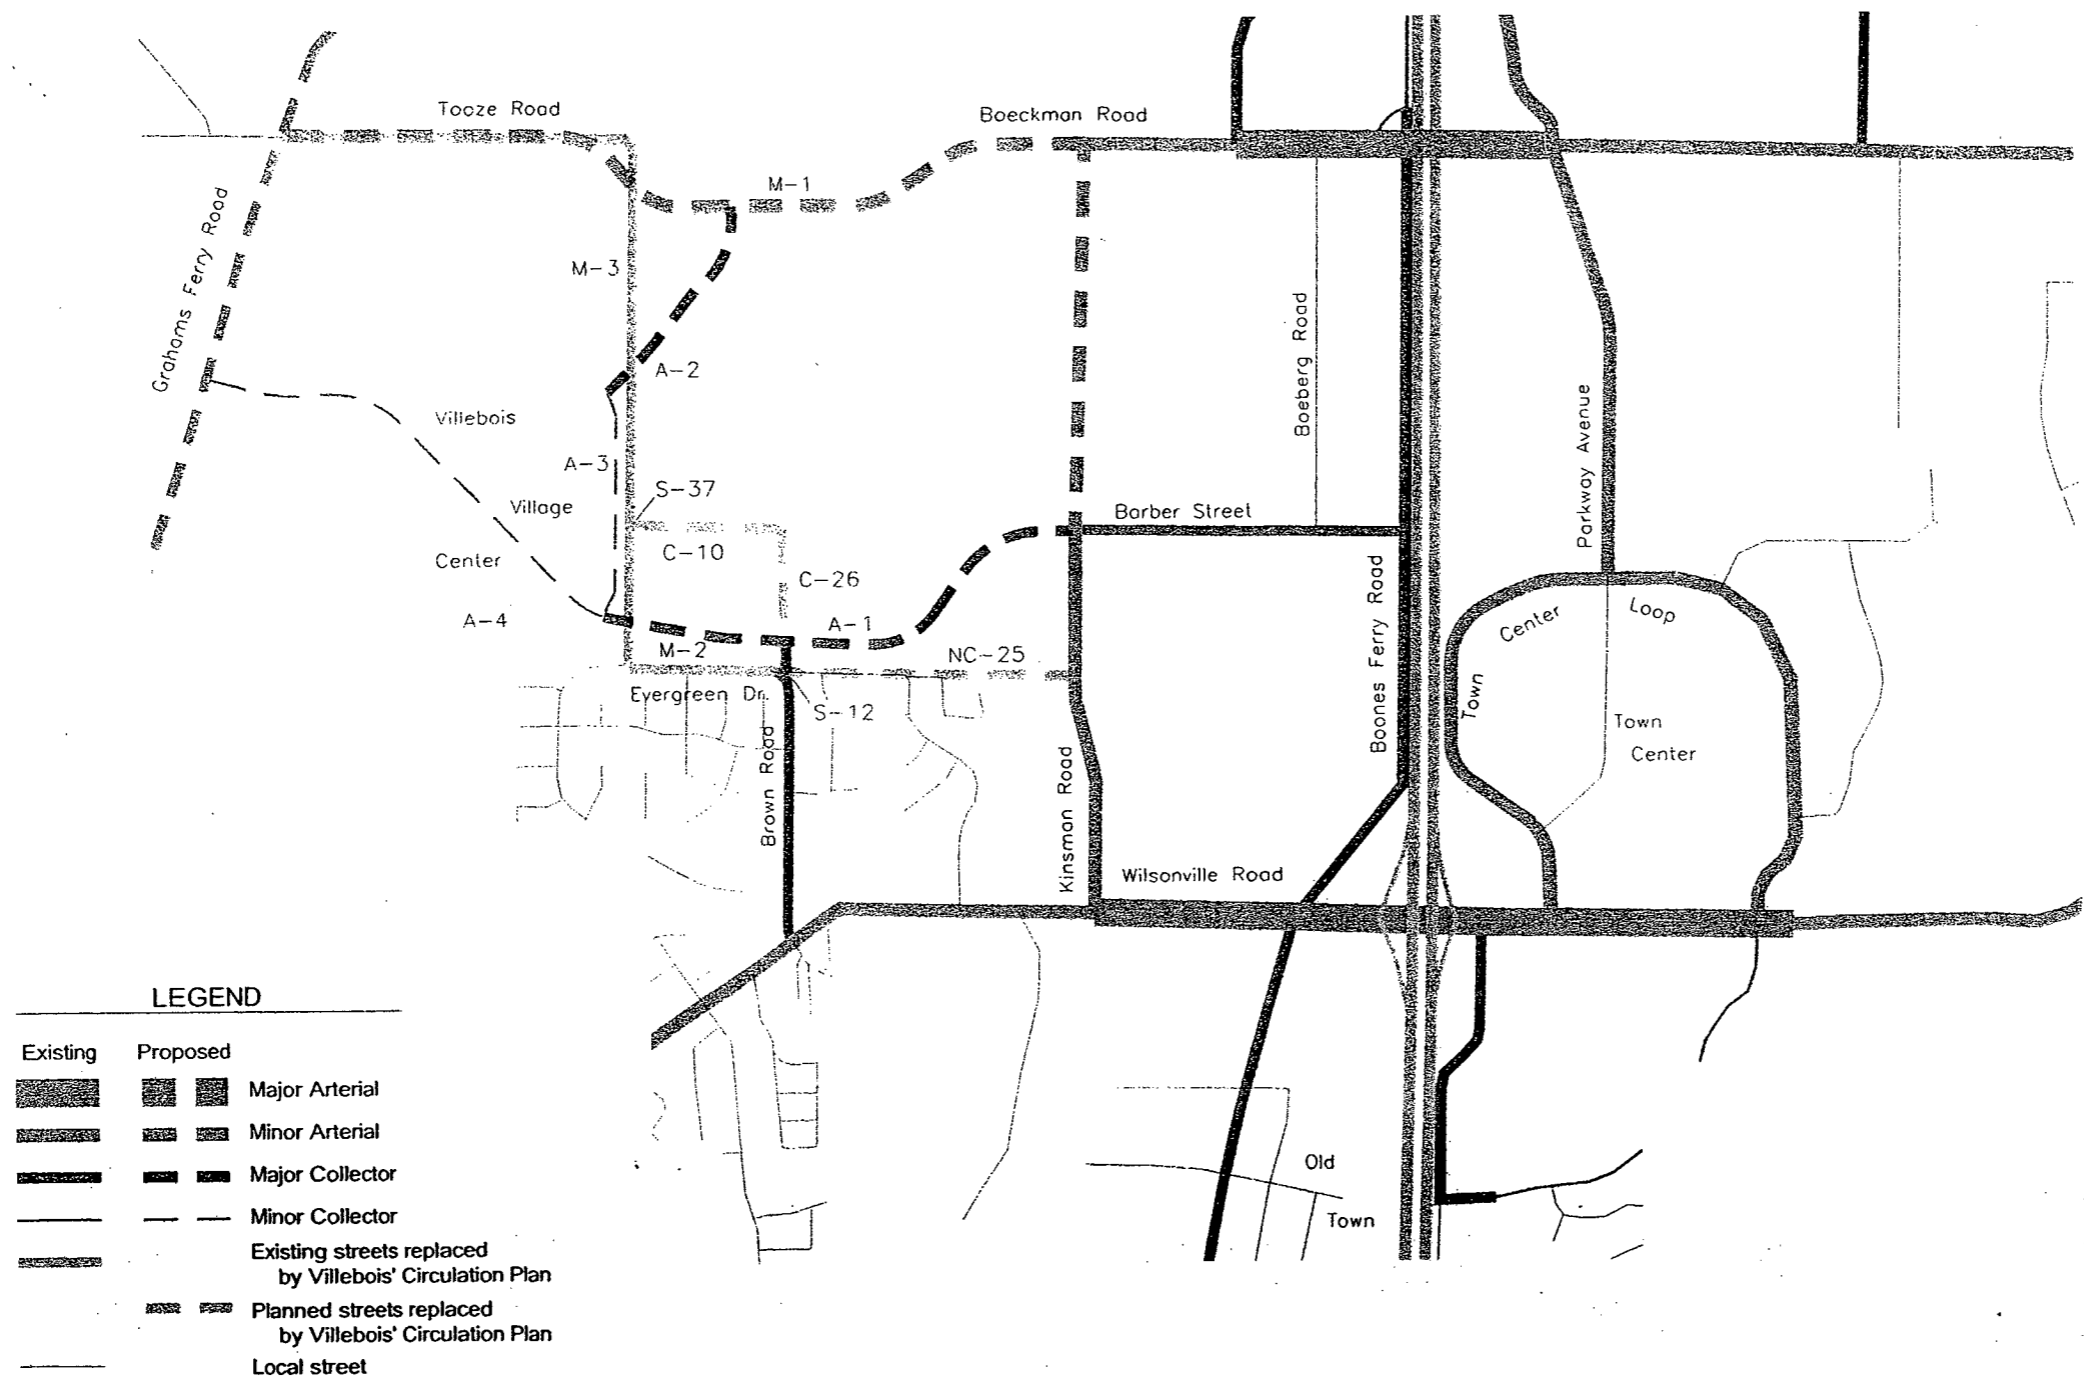 Tooze Road
Boeckman Road
M-1
Grahams Ferry Road
M-3
A-2
Boeberg Road
Parkway Avenue
Villebois
A-3
S-37
Village
Barber Street
C-10
Center
C-26
A-4
A-1
M-2
NC-25
Evergreen Dr.
S-12
Boones Ferry Road
Center
Loop
Town
Town
Center
Brown Road
Kinsman Road
Wilsonville Road
Old
Town
LEGEND
Existing Proposed
Major Arterial
Minor Arterial
Major Collector
Minor Collector
Existing streets replaced
by Villebois' Circulation Plan
Planned streets replaced
by Villebois' Circulation Plan
Local street